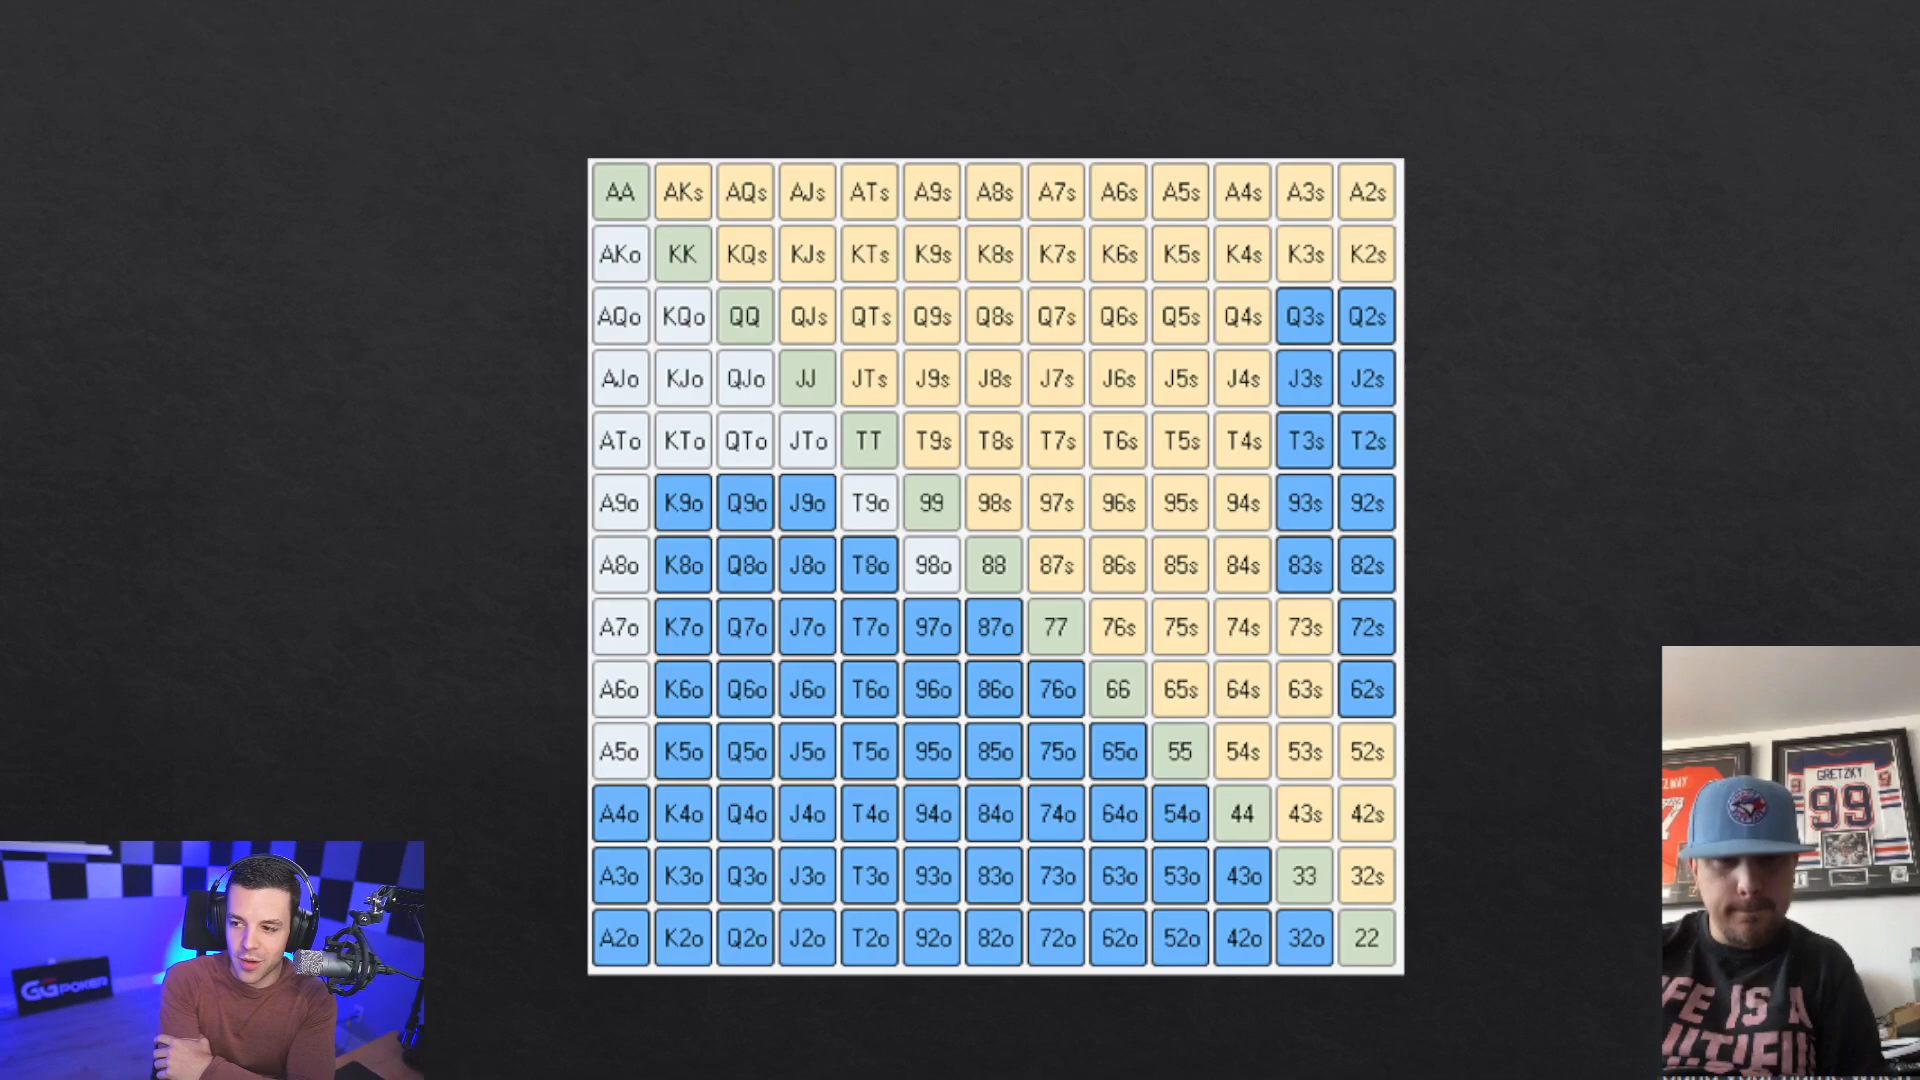 AA AKs AQs AJs ATs A9s A8s A7s A6s A5s A4s A3s A2s
AKo KK KQs KJs KTs K9s K8s K7s K6s K5s K4s K3s K2s
AQo KQo QQ QJs QTs Q9s Q8s Q7s Q6s Q5s Q4s Q3s Q2s
AJo KJo QJo JJ JTs J9s J8s J7s J6s J5s J4s J3s J2s
ATo KTo QTo JTo TT T9s T8s T7s T6s T5s T4s T3s T2s
A9o K9o Q9o J9o T9o 99 98s 97s 96s 95s 94s 93s 92s
A8o K8o Q8o J8o T8o 98o 88 87s 86s 85s 84s 83s 82s
A7o K7o Q7o J7o T7o 97o 87o 77 76s 75s 74s 73s 72s
A6o K6o Q6o J6o T6o 96o 86o 76o 66 65s 64s 63s 62s
A5o K5o Q5o J5o T5o 95o 85o 75o 65o 55 54s 53s 52s
A4o K4o Q4o J4o T4o 94o 84o 74o 64o 54o 44 43s 42s
A3o K3o Q3o J3o T3o 93o 83o 73o 63o 53o 43o 33 32s
A2o K2o Q2o J2o T2o 92o 82o 72o 62o 52o 42o 32o 22
GGPOKER
GRETZKY
99
IS A